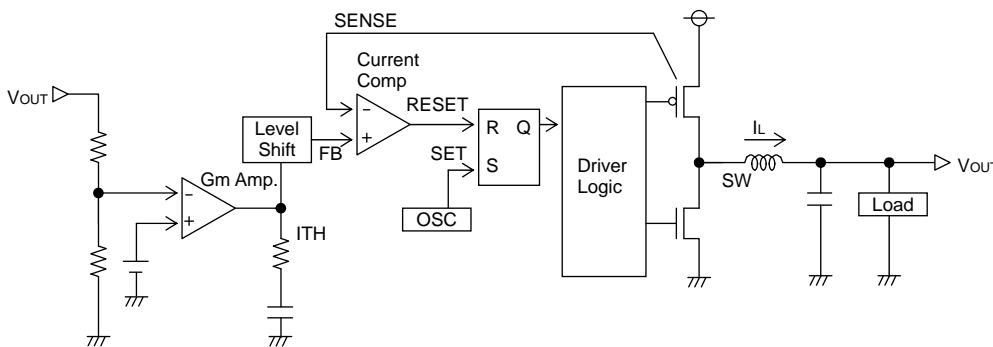 SENSE
Current
Comp
VOUT
RESET
Level
Shift
FB
R Q
S
SET
OSC
Gm Amp.
ITH
Driver
Logic
IL
SW
VOUT
Load
−
+
−
+